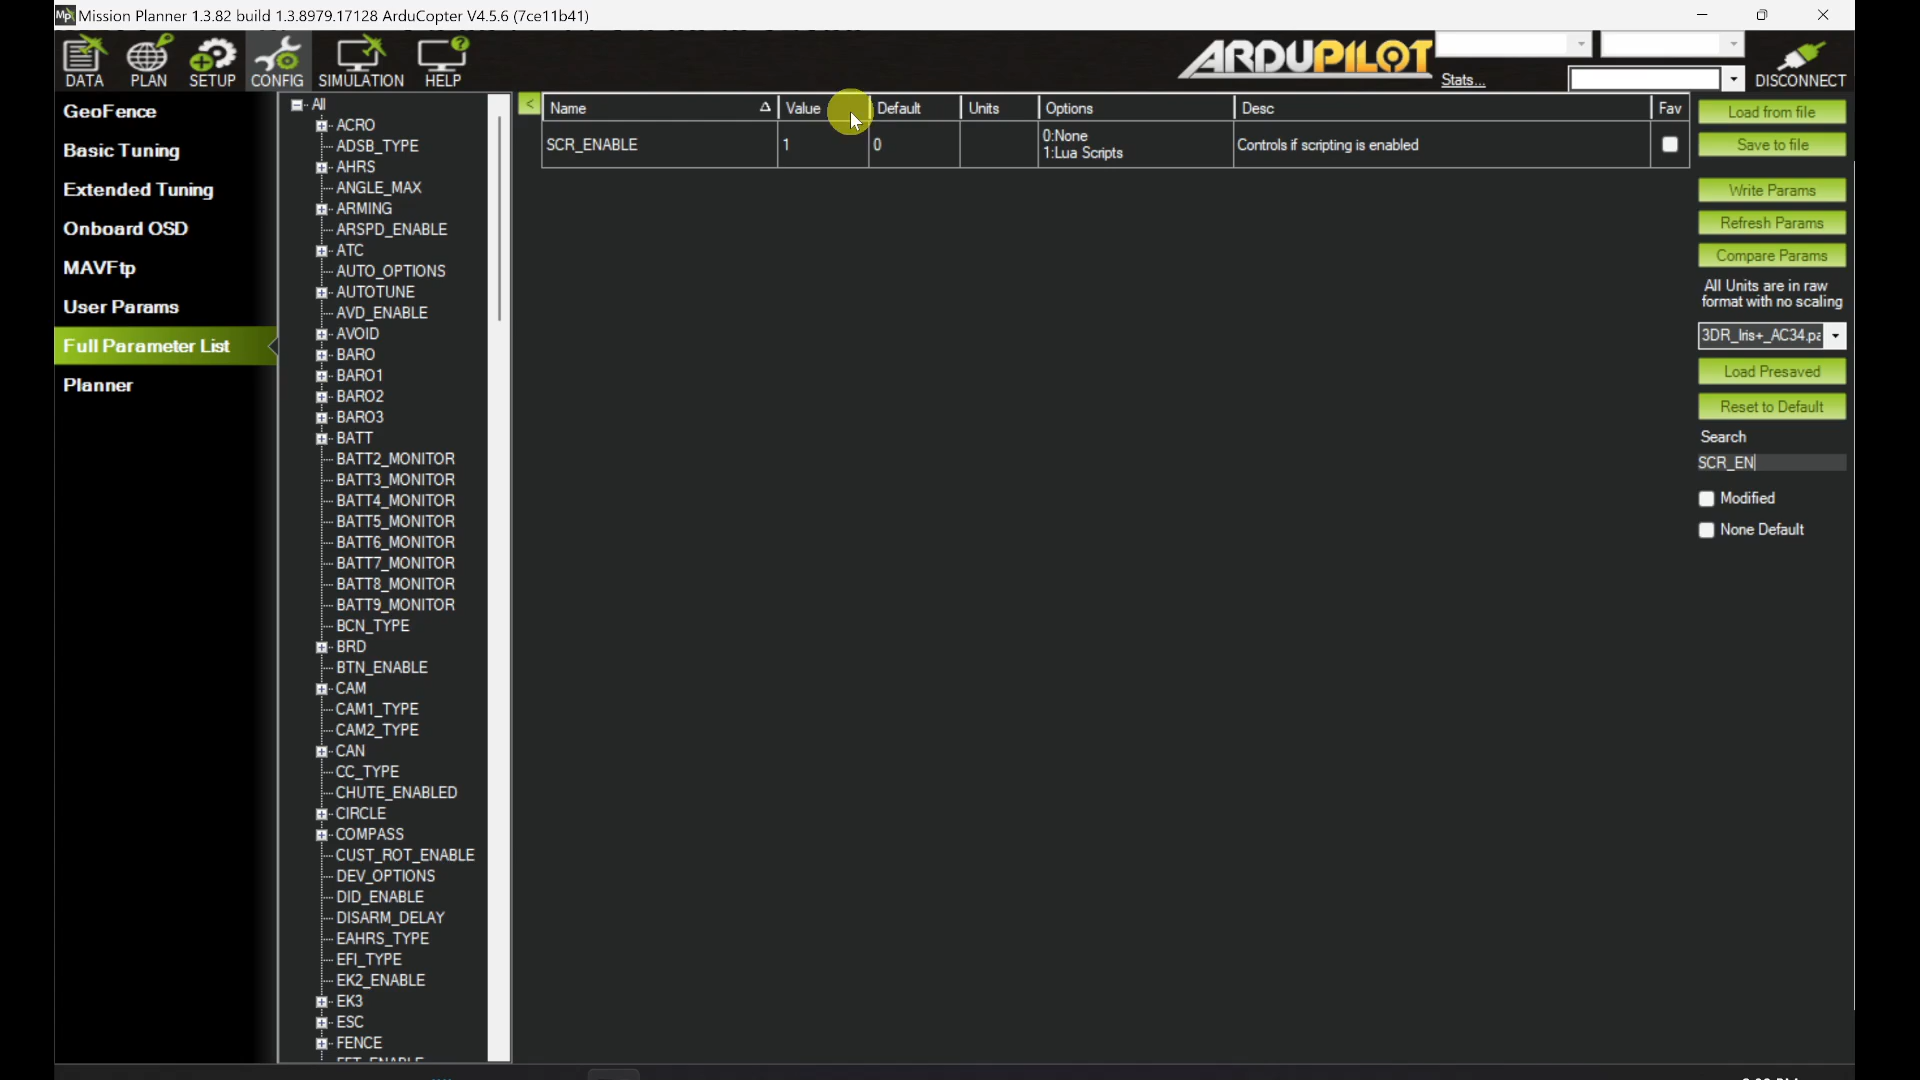 Mission Planner 1.3.82 build 1.3.8979.17128 ArduCopter V4.5.6 (7ce11b41)
DATA
PLAN
SETUP
CONFIG
SIMULATION
HELP
ARDUPILOT
Stats...
DISCONNECT
GeoFence
Basic Tuning
Extended Tuning
Onboard OSD
MAVFtp
User Params
Full Parameter List
Planner
All
ACRO
ADSB_TYPE
AHRS
ANGLE_MAX
ARMING
ARSPD_ENABLE
ATC
AUTO_OPTIONS
AUTOTUNE
AVD_ENABLE
AVOID
BARO
BARO1
BARO2
BARO3
BATT
BATT2_MONITOR
BATT3_MONITOR
BATT4_MONITOR
BATT5_MONITOR
BATT6_MONITOR
BATT7_MONITOR
BATT8_MONITOR
BATT9_MONITOR
BCN_TYPE
BRD
BTN_ENABLE
CAM
CAM1_TYPE
CAM2_TYPE
CAN
CC_TYPE
CHUTE_ENABLED
CIRCLE
COMPASS
CUST_ROT_ENABLE
DEV_OPTIONS
DID_ENABLE
DISARM_DELAY
EAHRS_TYPE
EFI_TYPE
EK2_ENABLE
EK3
ESC
FENCE
<
Name Value Default Units Options Desc Fav
SCR_ENABLE 1 0 0:None Controls if scripting is enabled
1:Lua Scripts
Load from file
Save to file
Write Params
Refresh Params
Compare Params
All Units are in raw
format with no scaling
3DR_Iris+_AC34.pa
Load Presaved
Reset to Default
Search
SCR_EN
Modified
None Default